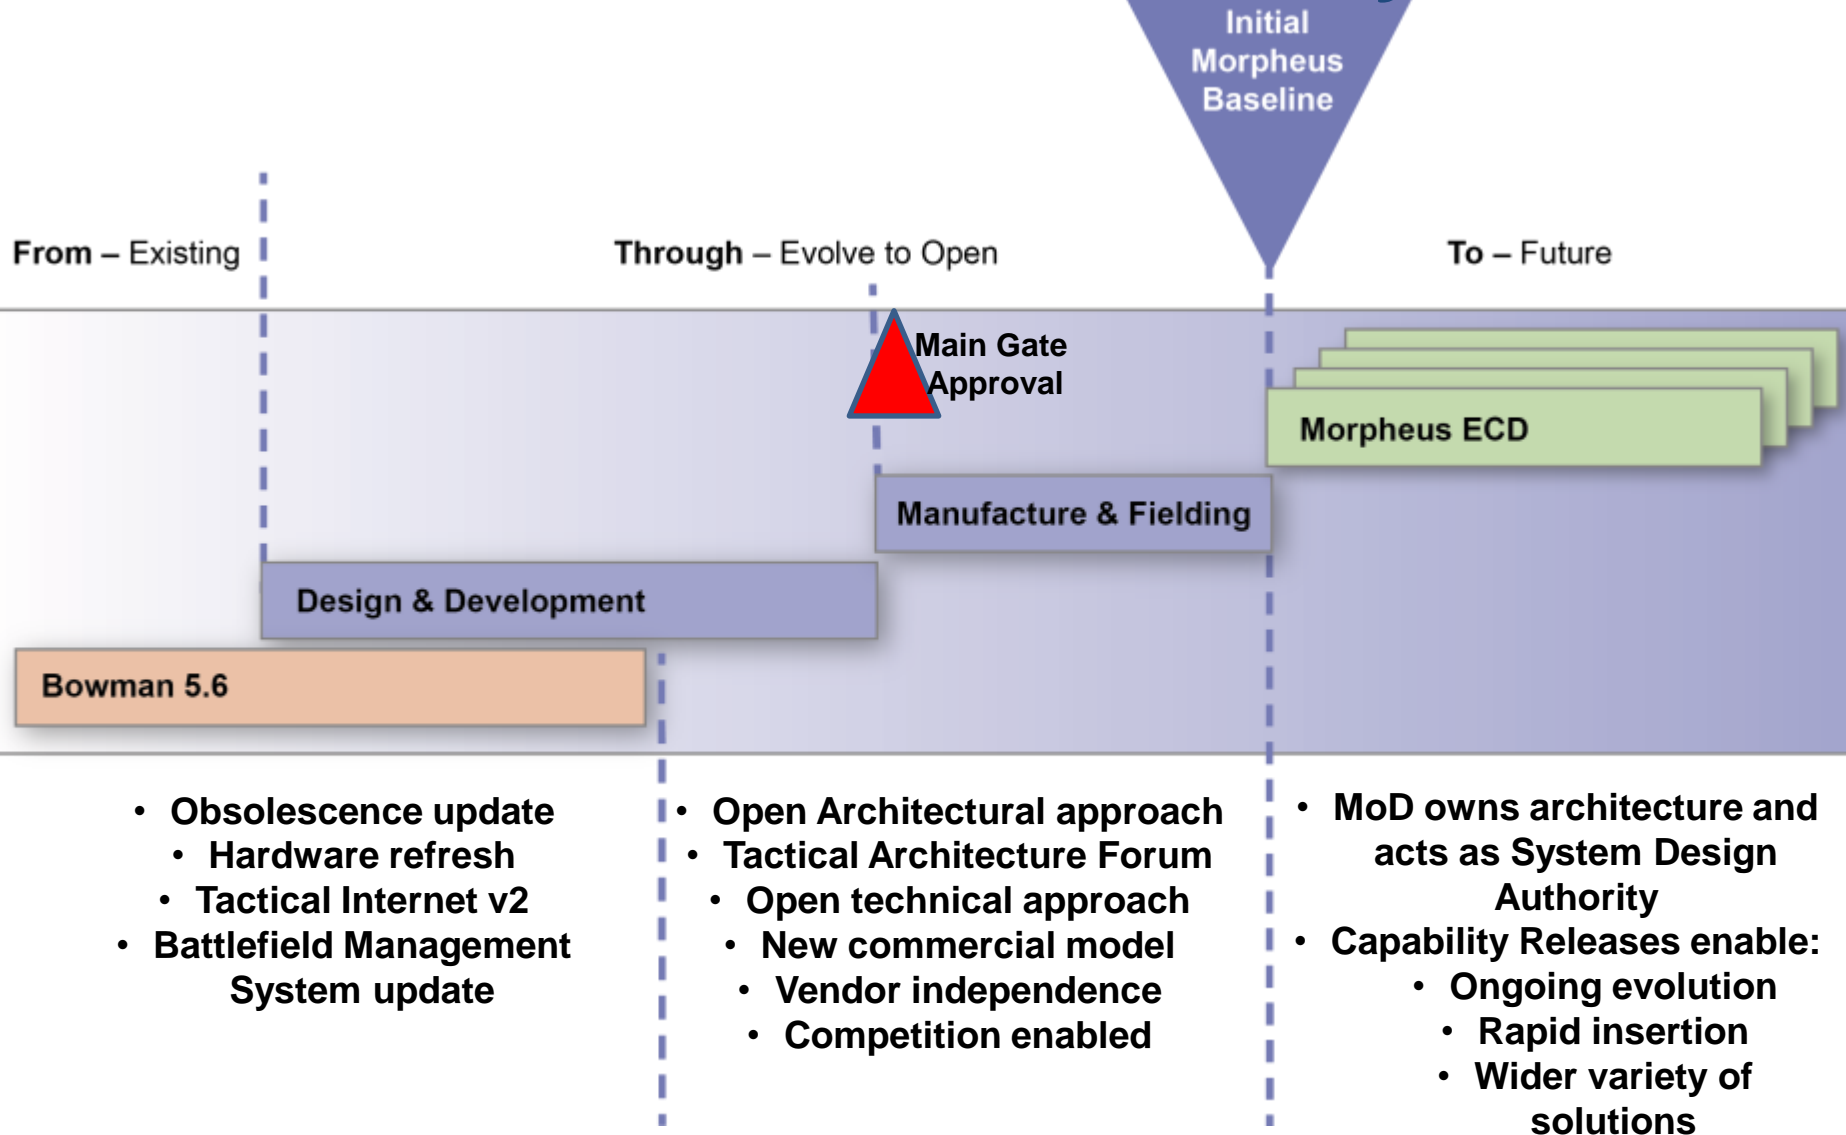 Initial
Morpheus
Baseline
From – Existing
Through – Evolve to Open
To – Future
Main Gate
Approval
Morpheus ECD
Manufacture & Fielding
Design & Development
Bowman 5.6
• Obsolescence update
• Hardware refresh
• Tactical Internet v2
• Battlefield Management
System update
• Open Architectural approach
• Tactical Architecture Forum
• Open technical approach
• New commercial model
• Vendor independence
• Competition enabled
• MoD owns architecture and
acts as System Design
Authority
• Capability Releases enable:
• Ongoing evolution
• Rapid insertion
• Wider variety of
solutions